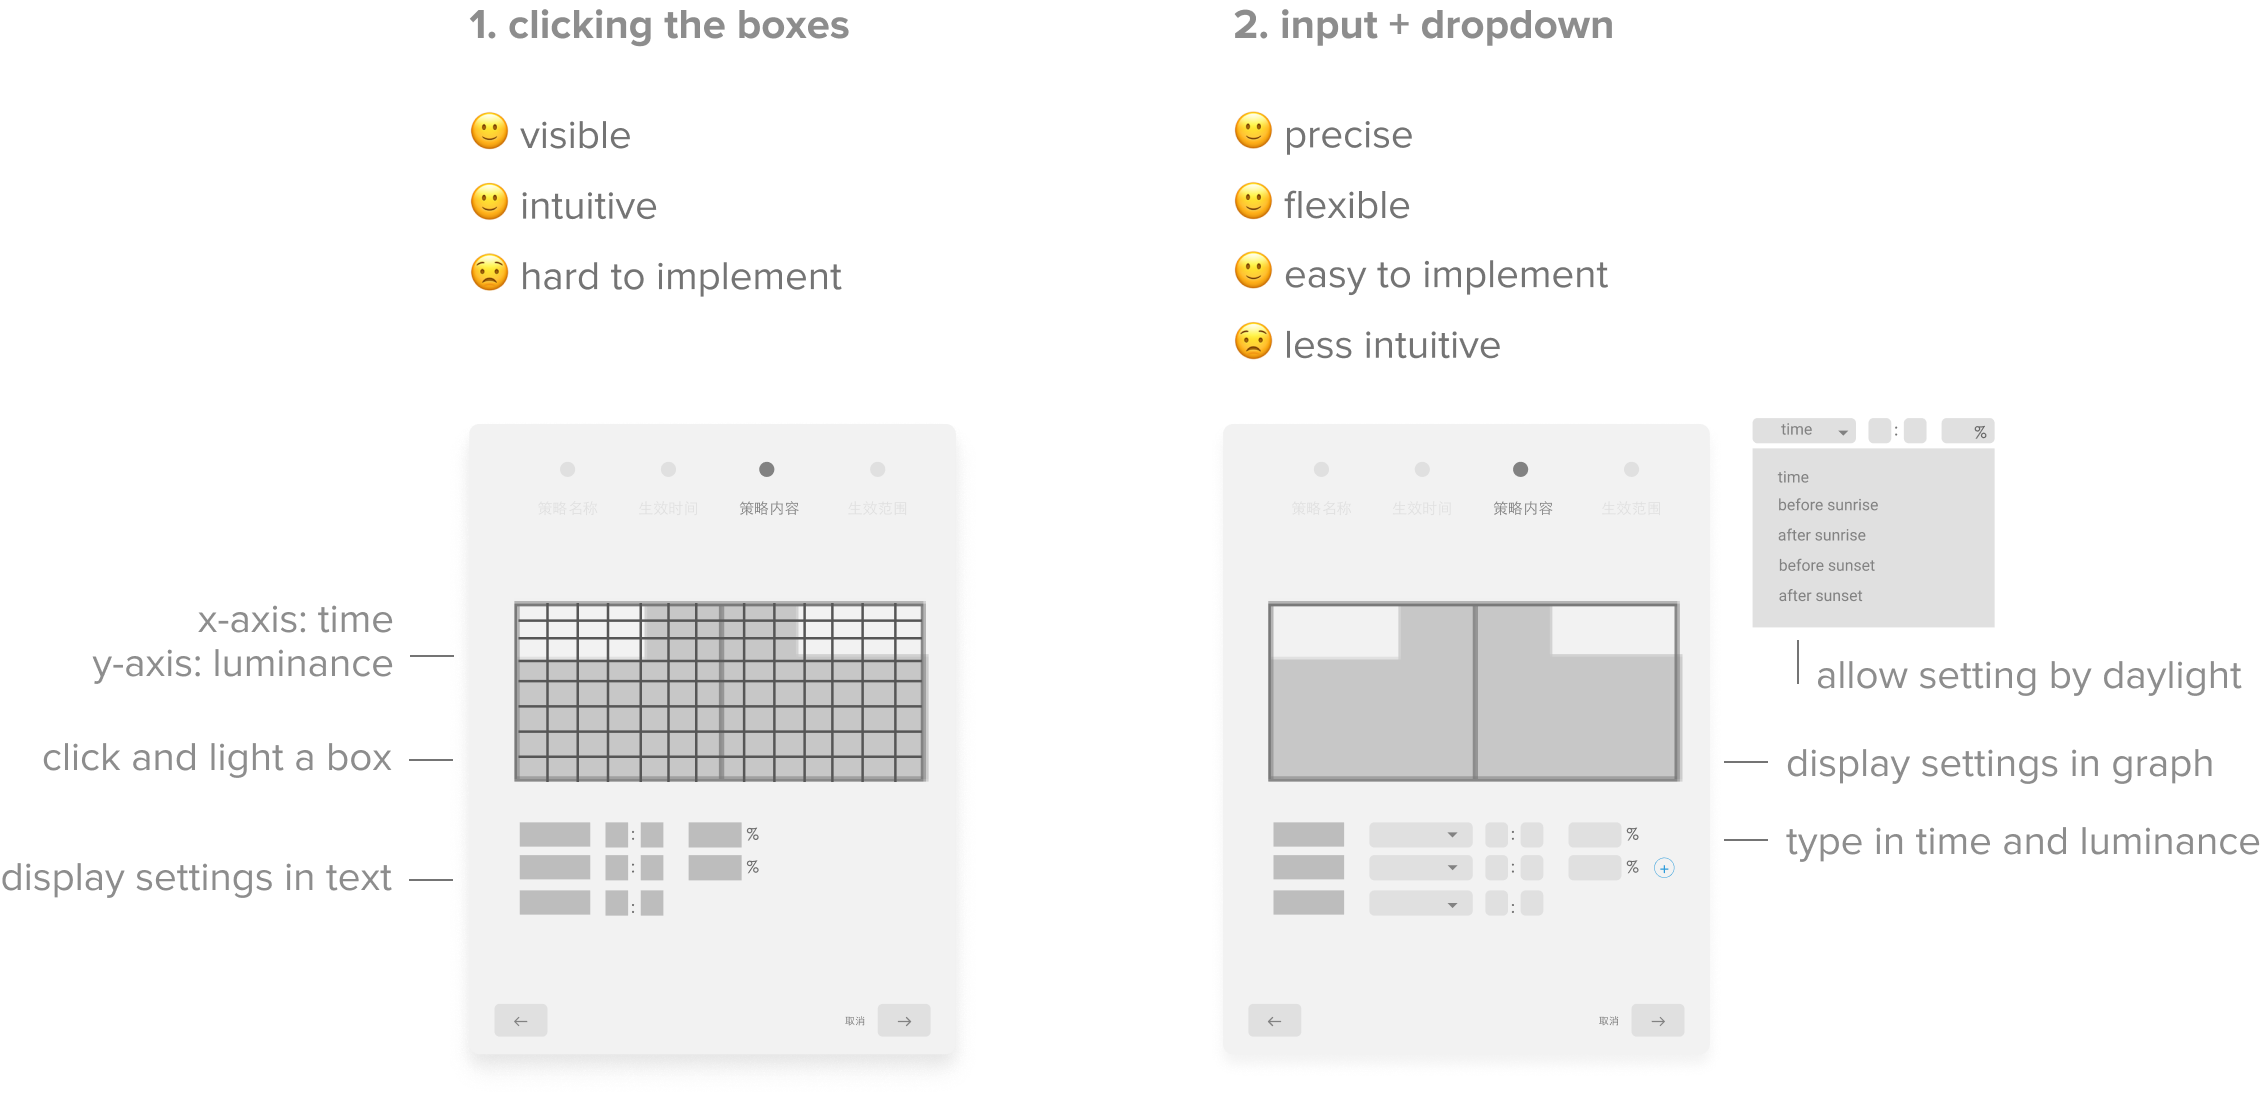 1. clicking the boxes
🙂 visible
🙂 intuitive
😟 hard to implement
策略名称
生效时间
策略内容
生效范围
x-axis: time
y-axis: luminance
click and light a box
display settings in text
: %
: %
:
←
取消
→
2. input + dropdown
🙂 precise
🙂 flexible
🙂 easy to implement
😟 less intuitive
策略名称
生效时间
策略内容
生效范围
time : %
time
before sunrise
after sunrise
before sunset
after sunset
allow setting by daylight
display settings in graph
type in time and luminance
: %
: % +
:
←
取消
→